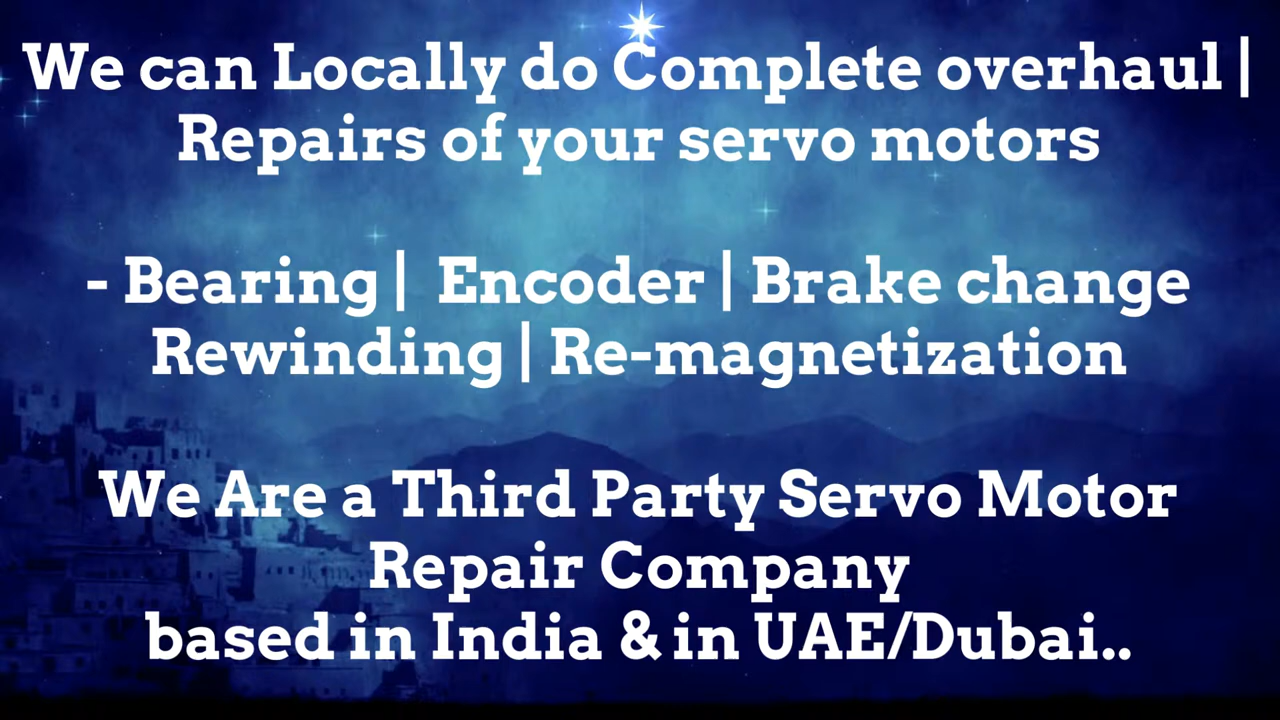 We can Locally do Complete overhaul |
Repairs of your servo motors
- Bearing | Encoder | Brake change
Rewinding | Re-magnetization
We Are a Third Party Servo Motor
Repair Company
based in India & in UAE/Dubai..